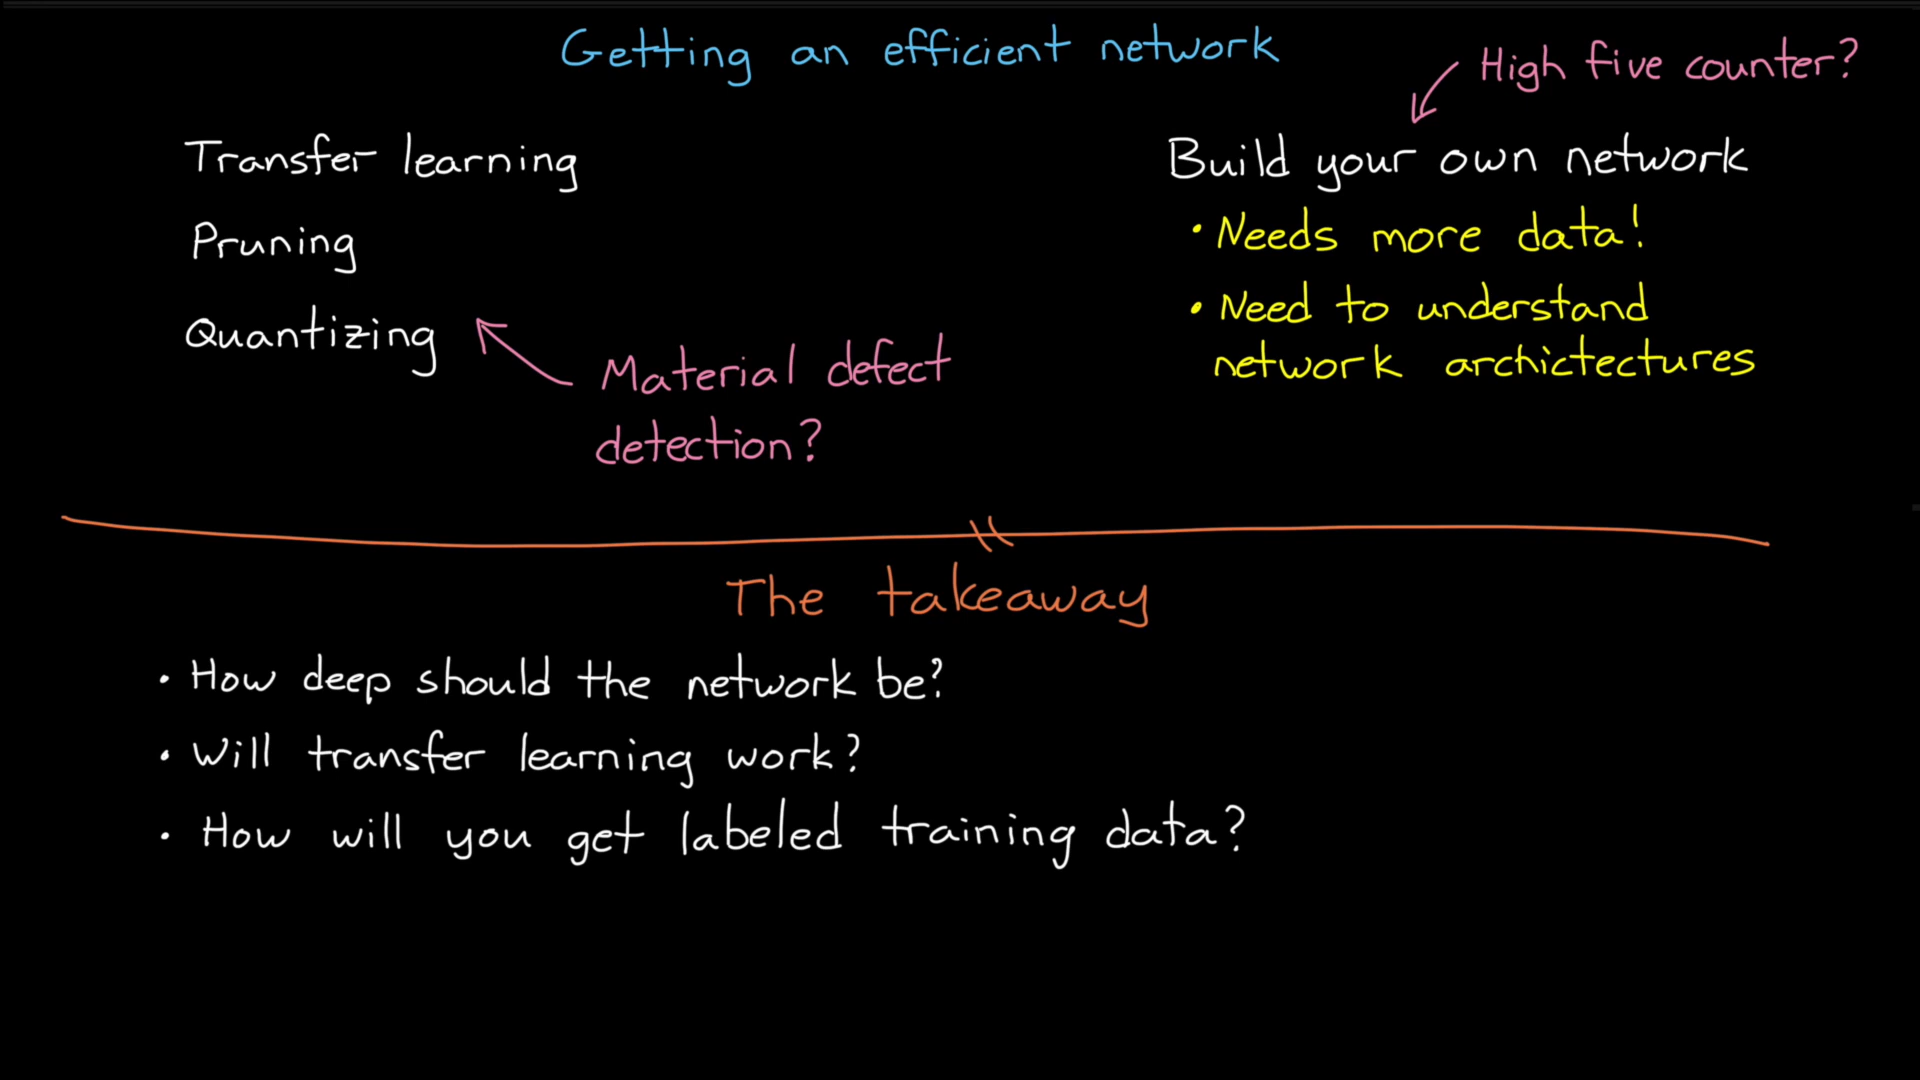 Getting an efficient network
High five counter?
Transfer learning
Pruning
Quantizing
Material defect
detection?
Build your own network
• Needs more data!
• Need to understand
network archictectures
The takeaway
• How deep should the network be?
• Will transfer learning work?
• How will you get labeled training data?